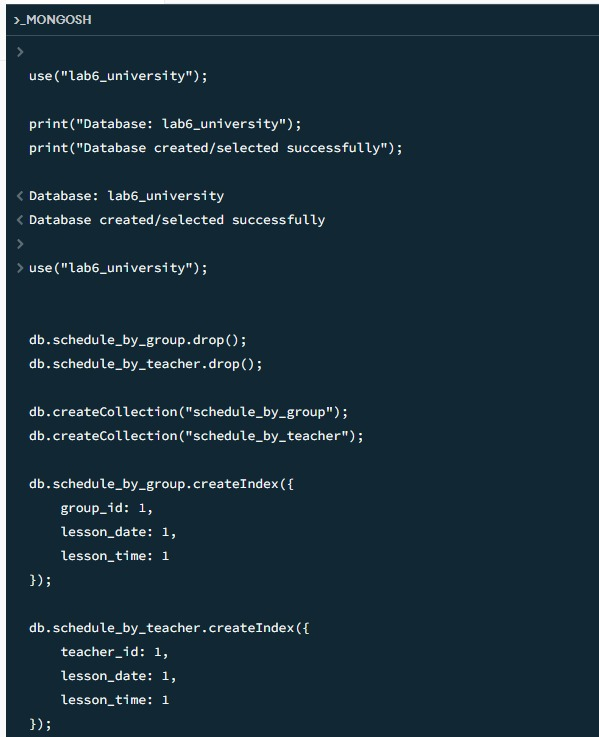 >_MONGOSH
>
use("lab6_university");
print("Database: lab6_university");
print("Database created/selected successfully");
< Database: lab6_university
< Database created/selected successfully
>
> use("lab6_university");
db.schedule_by_group.drop();
db.schedule_by_teacher.drop();
db.createCollection("schedule_by_group");
db.createCollection("schedule_by_teacher");
db.schedule_by_group.createIndex({
    group_id: 1,
    lesson_date: 1,
    lesson_time: 1
});
db.schedule_by_teacher.createIndex({
    teacher_id: 1,
    lesson_date: 1,
    lesson_time: 1
});